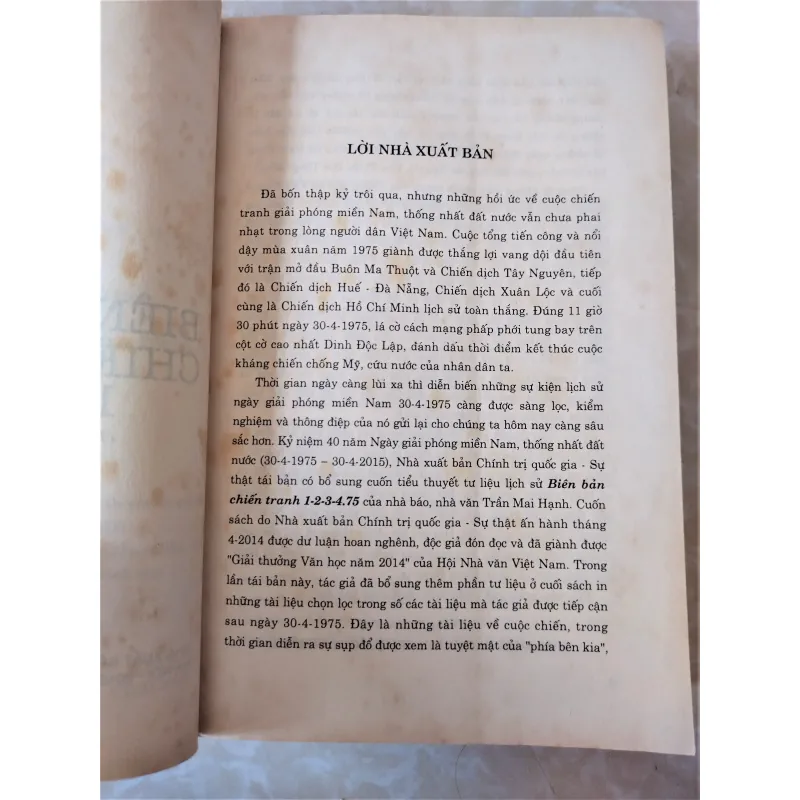 LỜI NHÀ XUẤT BẢN
Đã bốn thập kỷ trôi qua, nhưng những hồi ức về cuộc chiến
tranh giải phóng miền Nam, thống nhất đất nước vẫn chưa phai
nhạt trong lòng người dân Việt Nam. Cuộc tổng tiến công và nổi
dậy mùa xuân năm 1975 giành được thắng lợi vang dội đầu tiên
với trận mở đầu Buôn Ma Thuột và Chiến dịch Tây Nguyên, tiếp
đó là Chiến dịch Huế - Đà Nẵng, Chiến dịch Xuân Lộc và cuối
cùng là Chiến dịch Hồ Chí Minh lịch sử toàn thắng. Đúng 11 giờ
30 phút ngày 30-4-1975, lá cờ cách mạng phấp phới tung bay trên
cột cờ cao nhất Dinh Độc Lập, đánh dấu thời điểm kết thúc cuộc
kháng chiến chống Mỹ, cứu nước của nhân dân ta.
Thời gian ngày càng lùi xa thì diễn biến những sự kiện lịch sử
ngày giải phóng miền Nam 30-4-1975 càng được sàng lọc, kiểm
nghiệm và thông điệp của nó gửi lại cho chúng ta hôm nay càng sâu
sắc hơn. Kỷ niệm 40 năm Ngày giải phóng miền Nam, thống nhất đất
nước (30-4-1975 – 30-4-2015), Nhà xuất bản Chính trị quốc gia - Sự
thật tái bản có bổ sung cuốn tiểu thuyết tư liệu lịch sử Biên bản
chiến tranh 1-2-3-4.75 của nhà báo, nhà văn Trần Mai Hạnh. Cuốn
sách do Nhà xuất bản Chính trị quốc gia - Sự thật ấn hành tháng
4-2014 được dư luận hoan nghênh, độc giả đón đọc và đã giành được
"Giải thưởng Văn học năm 2014" của Hội Nhà văn Việt Nam. Trong
lần tái bản này, tác giả đã bổ sung thêm phần tư liệu ở cuối sách in
những tài liệu chọn lọc trong số các tài liệu mà tác giả được tiếp cận
sau ngày 30-4-1975. Đây là những tài liệu về cuộc chiến, trong
thời gian diễn ra sự sụp đổ được xem là tuyệt mật của "phía bên kia",